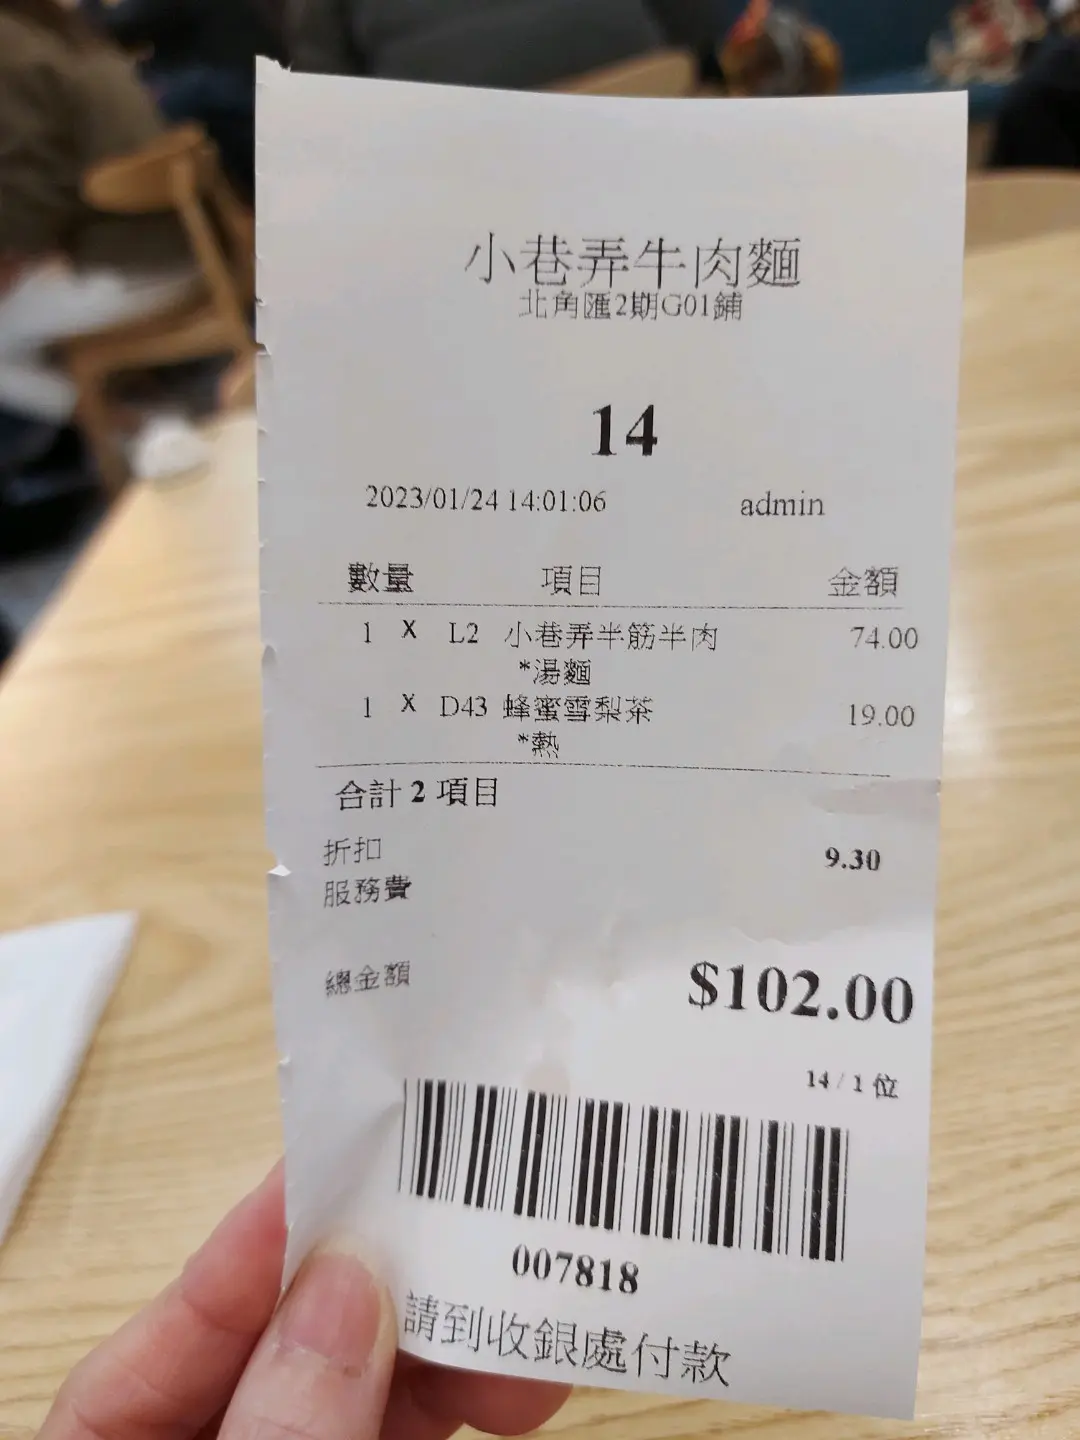 小巷弄牛肉麵
北角匯2期G01鋪
14
2023/01/24 14:01:06 admin
數量 項目 金額
1 X L2 小巷弄半筋半肉 74.00
*湯麵
1 X D43 蜂蜜雪梨茶 19.00
*熱
合計 2 項目
折扣 9.30
服務費
總金額 $102.00
14 / 1 位
007818
請到收銀處付款